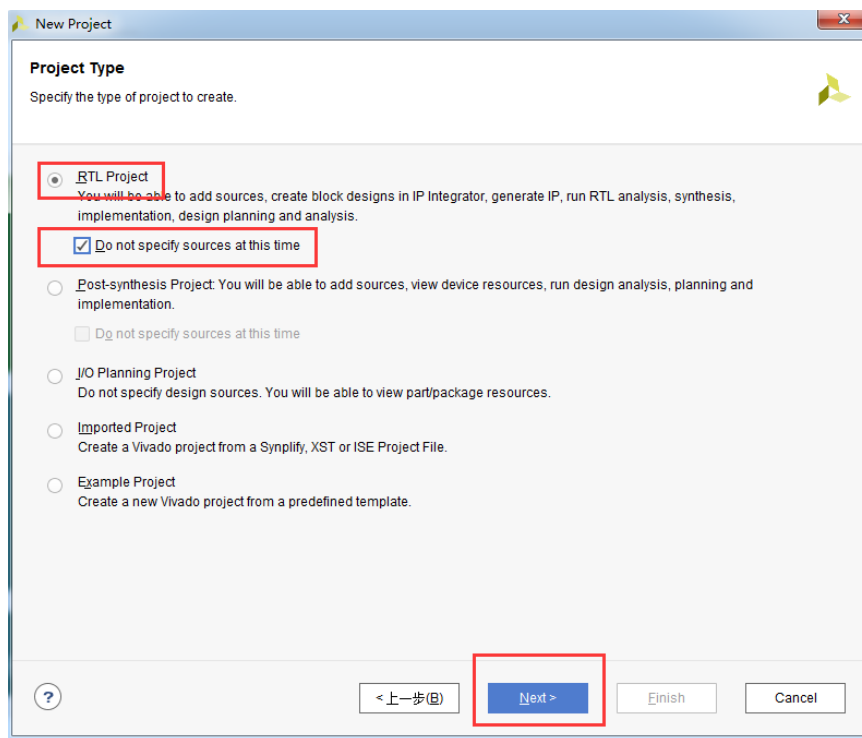 New Project
Project Type
Specify the type of project to create.
RTL Project
You will be able to add sources, create block designs in IP Integrator, generate IP, run RTL analysis, synthesis,
implementation, design planning and analysis.
Do not specify sources at this time
Post-synthesis Project: You will be able to add sources, view device resources, run design analysis, planning and
implementation.
Do not specify sources at this time
I/O Planning Project
Do not specify design sources. You will be able to view part/package resources.
Imported Project
Create a Vivado project from a Synplify, XST or ISE Project File.
Example Project
Create a new Vivado project from a predefined template.
? <上一步(B) Next > Finish Cancel